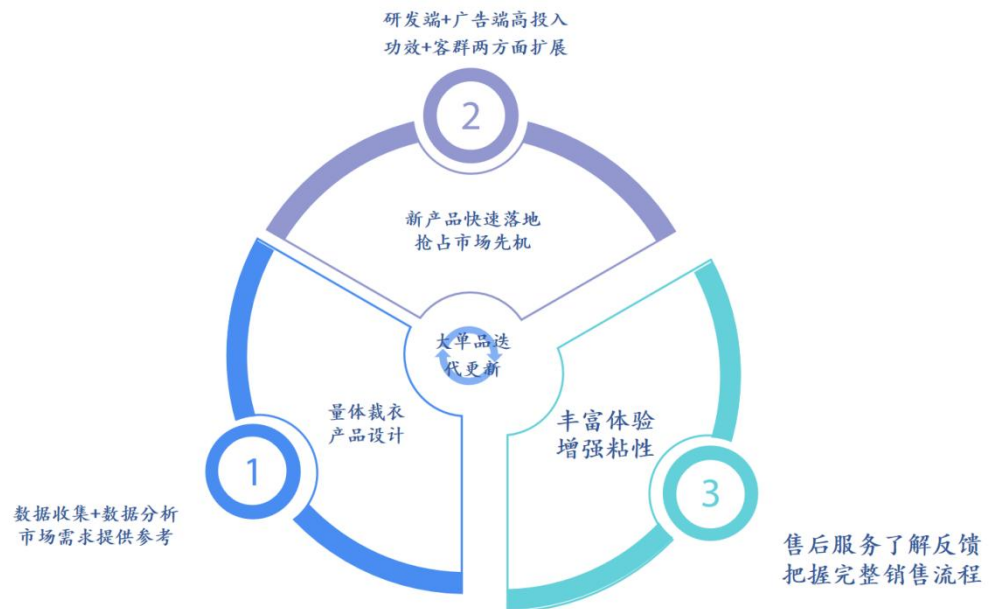 研发端+广告端高投入
功效+客群两方面扩展
2
新产品快速落地
抢占市场先机
大单品迭
代更新
量体裁衣
产品设计
1
数据收集+数据分析
市场需求提供参考
丰富体验
增强粘性
3
售后服务了解反馈
把握完整销售流程